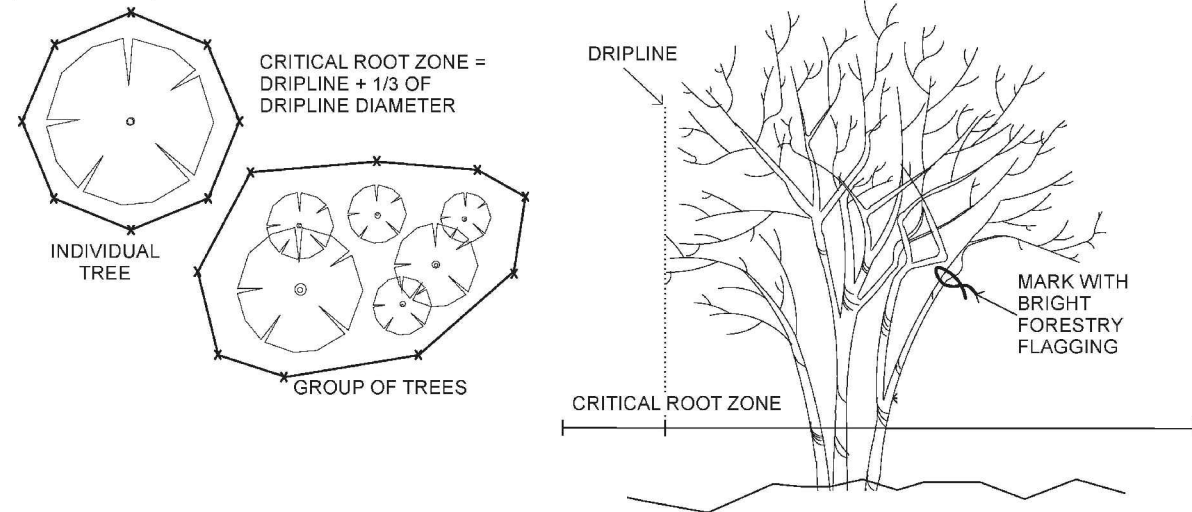 CRITICAL ROOT ZONE =
DRIPLINE + 1/3 OF
DRIPLINE DIAMETER
INDIVIDUAL
TREE
GROUP OF TREES
DRIPLINE
MARK WITH
BRIGHT
FORESTRY
FLAGGING
CRITICAL ROOT ZONE